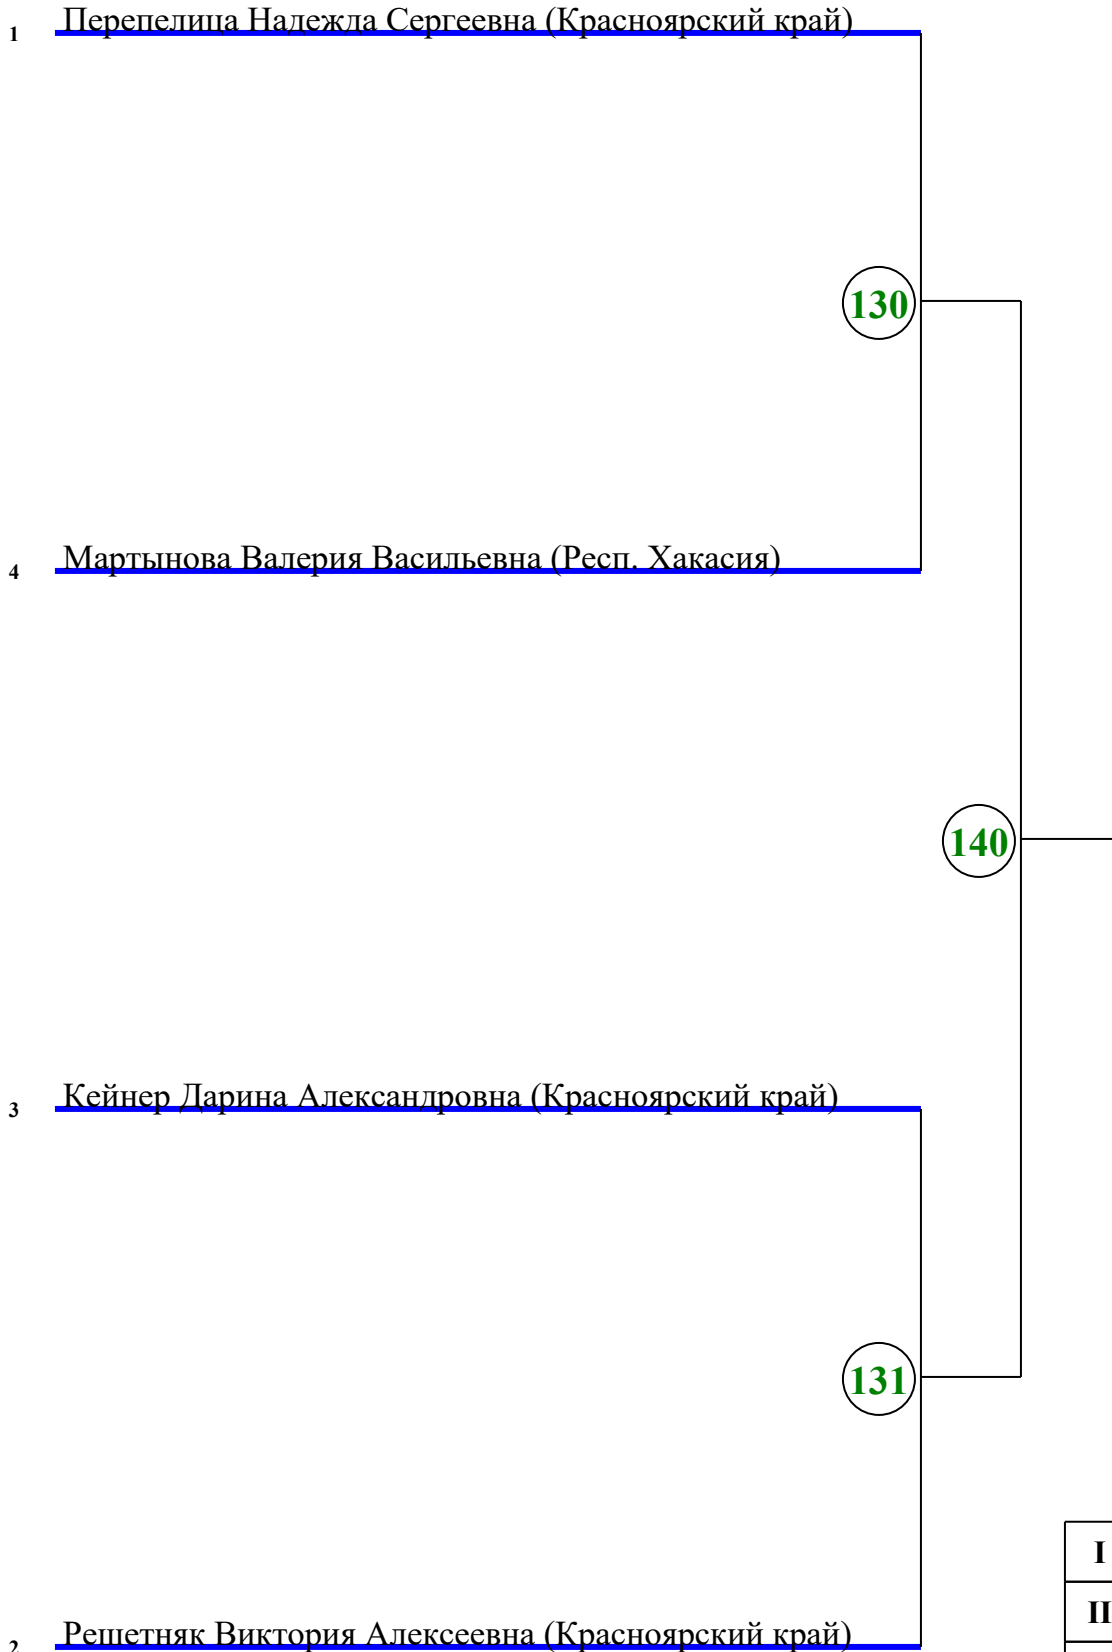 1 Перепелица Надежда Сергеевна (Красноярский край)
130
4 Мартынова Валерия Васильевна (Респ. Хакасия)
140
3 Кейнер Дарина Александровна (Красноярский край)
131
I
II
2 Решетняк Виктория Алексеевна (Красноярский край)